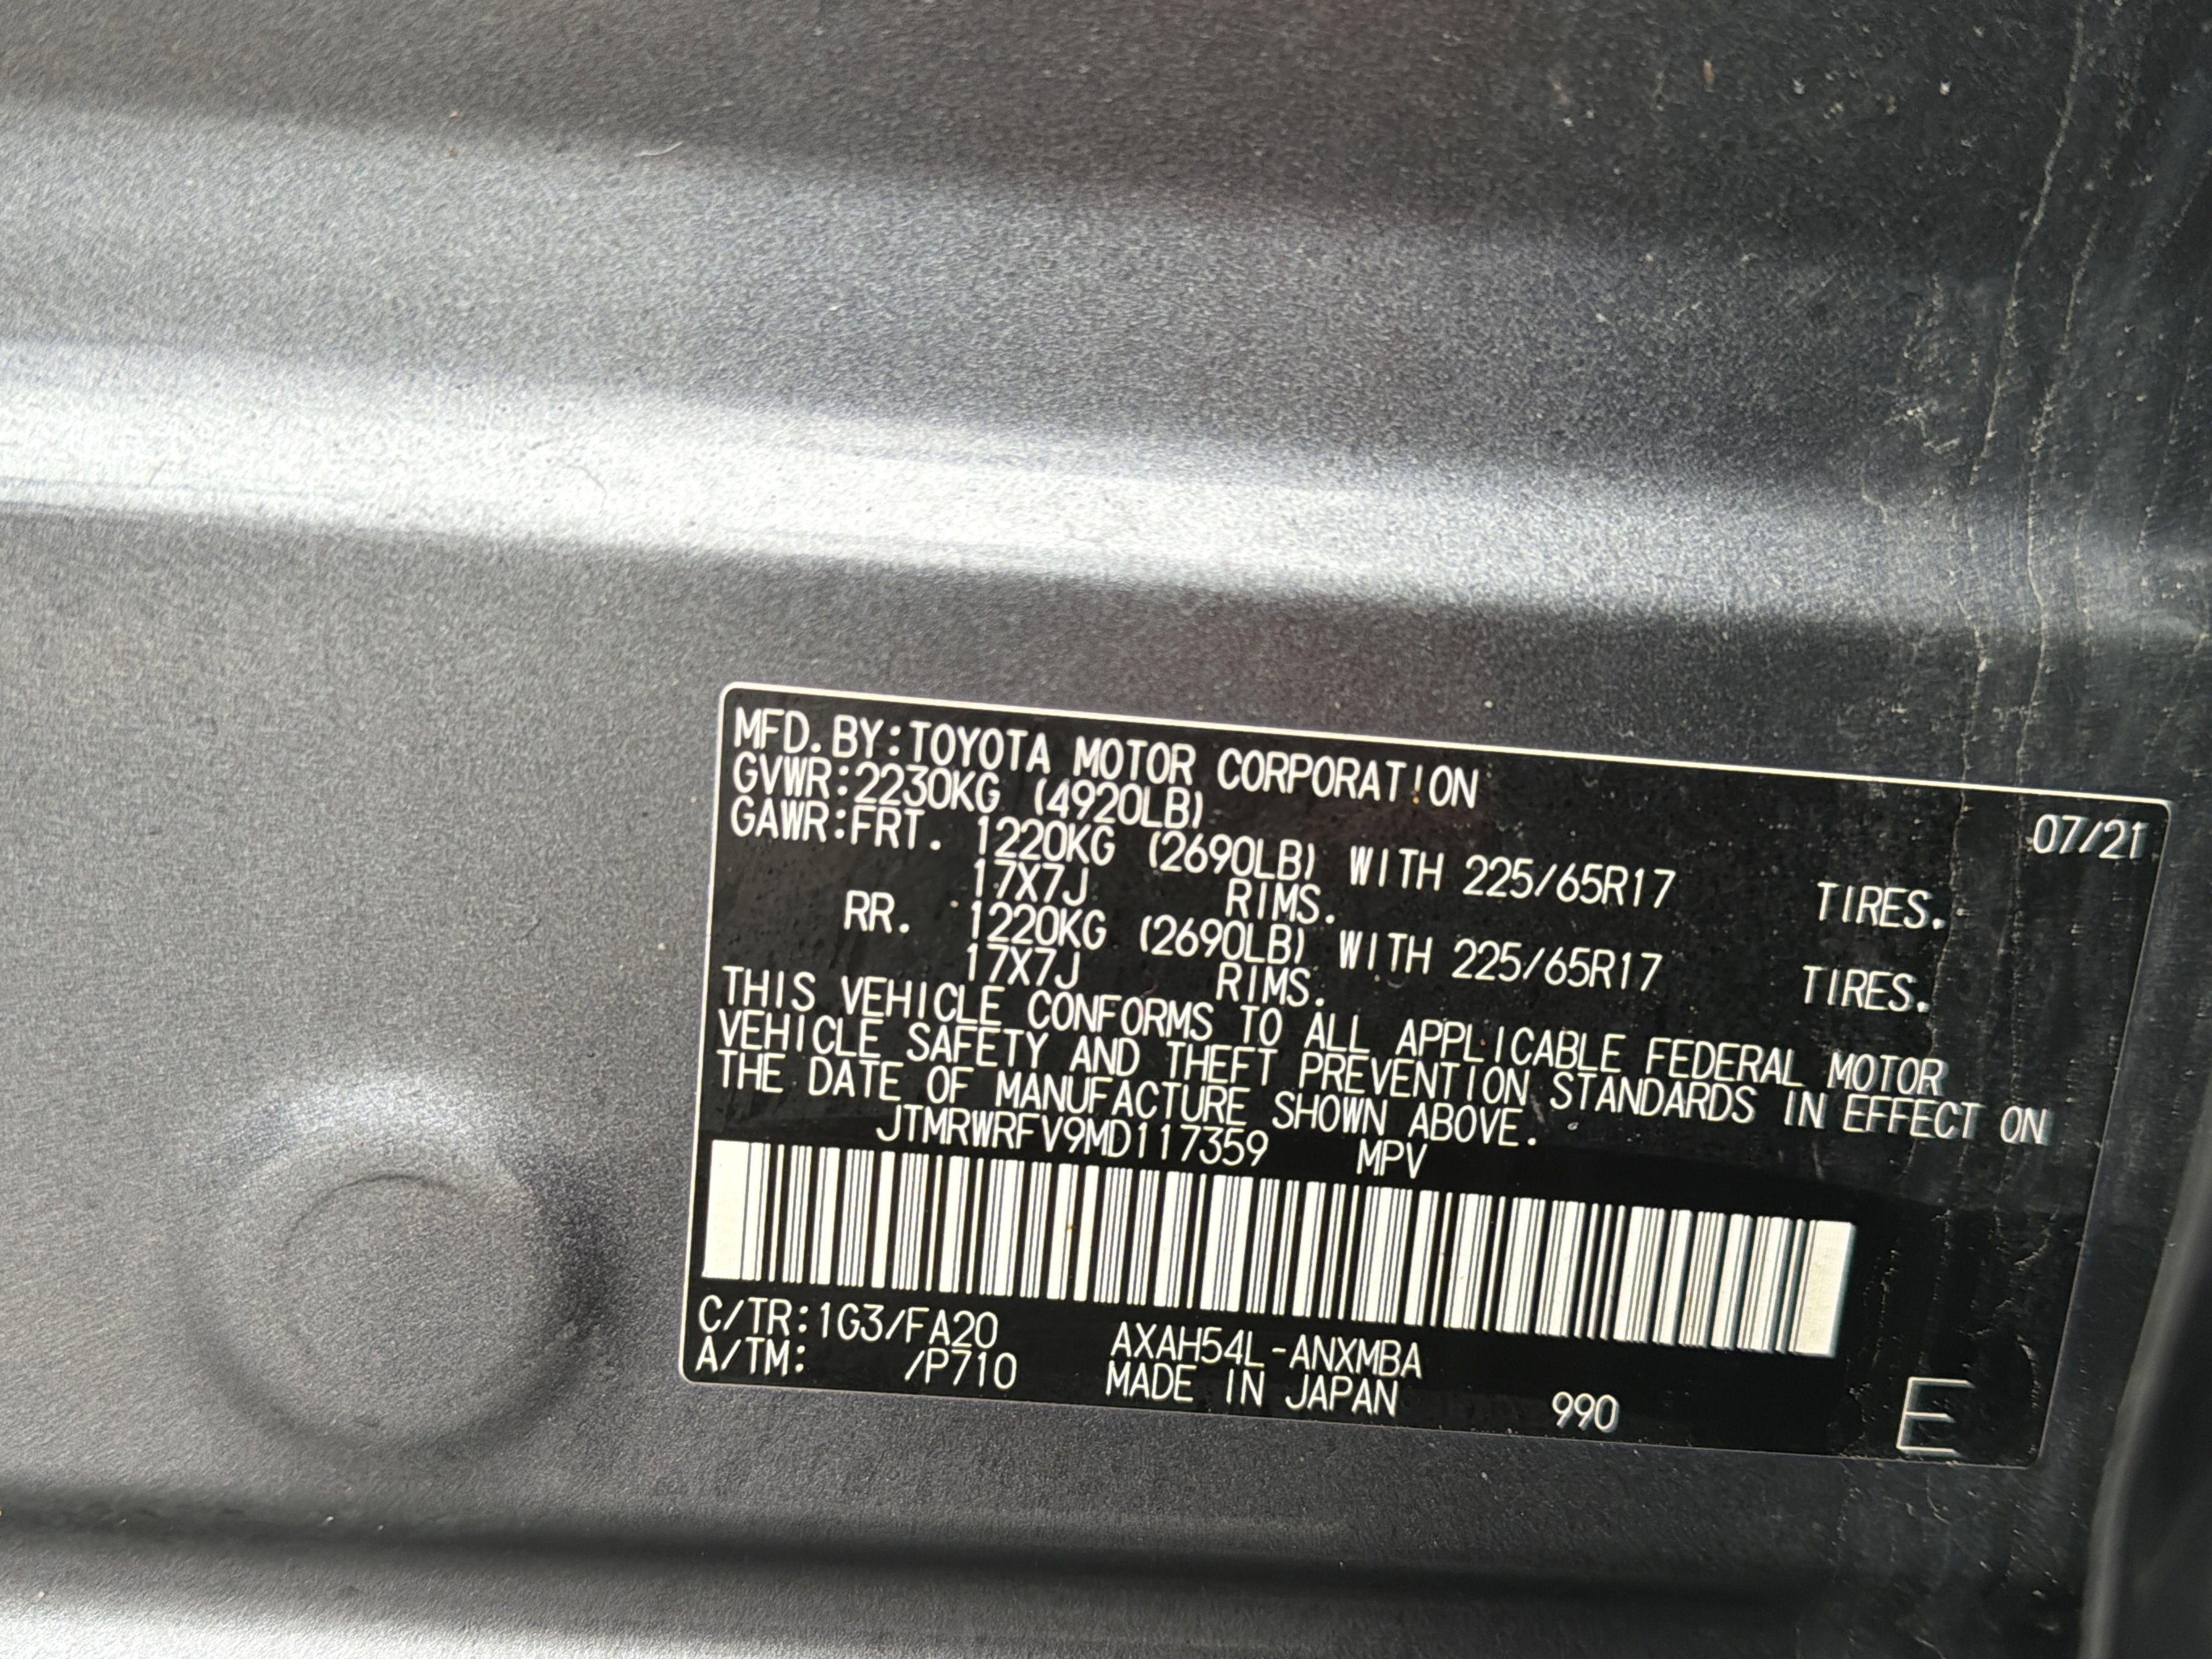 MFD.BY:TOYOTA MOTOR CORPORATION 07/21
GVWR:2230KG (4920LB)
GAWR:FRT. 1220KG (2690LB) WITH 225/65R17 TIRES.
17X7J RIMS.
RR. 1220KG (2690LB) WITH 225/65R17 TIRES.
17X7J RIMS.
THIS VEHICLE CONFORMS TO ALL APPLICABLE FEDERAL MOTOR
VEHICLE SAFETY AND THEFT PREVENTION STANDARDS IN EFFECT ON
THE DATE OF MANUFACTURE SHOWN ABOVE.
JTMRWRFV9MD117359 MPV
C/TR:1G3/FA20 AXAH54L-ANXMBA
A/TM: /P710 MADE IN JAPAN 990 E